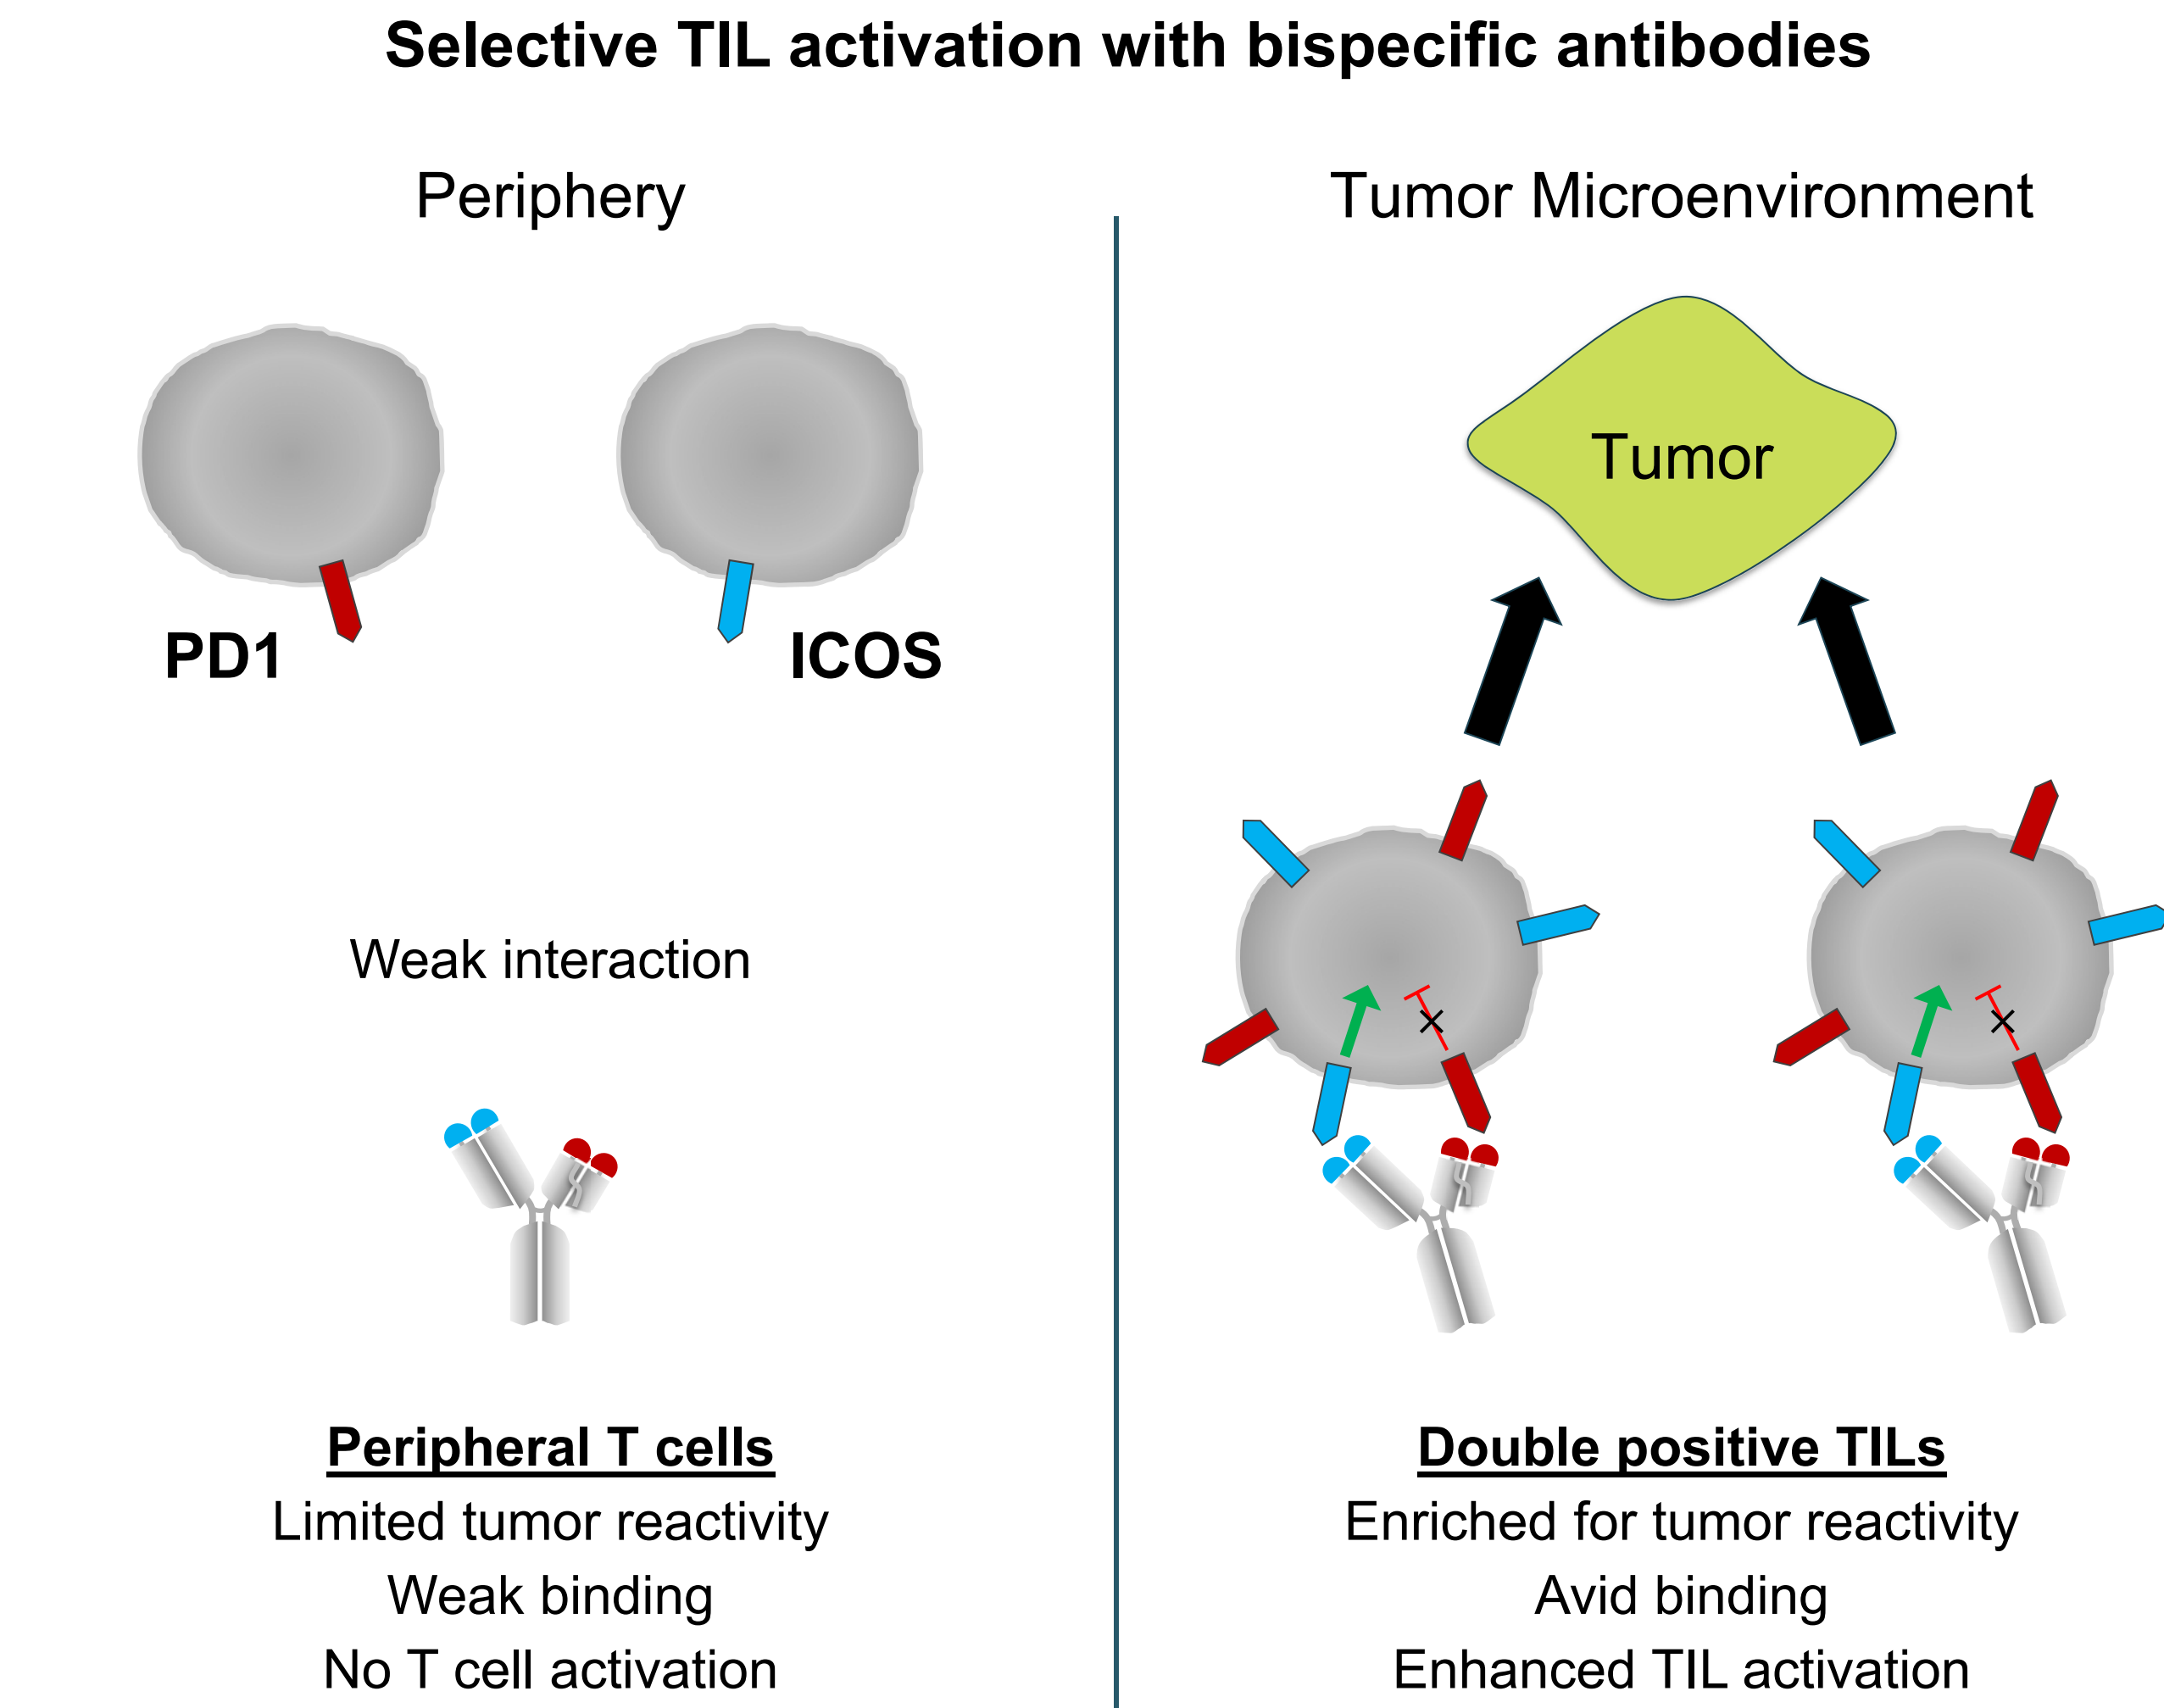 Selective TIL activation with bispecific antibodies
Periphery
PD1
ICOS
Weak interaction
Peripheral T cells
Limited tumor reactivity
Weak binding
No T cell activation
Tumor Microenvironment
Tumor
Double positive TILs
Enriched for tumor reactivity
Avid binding
Enhanced TIL activation